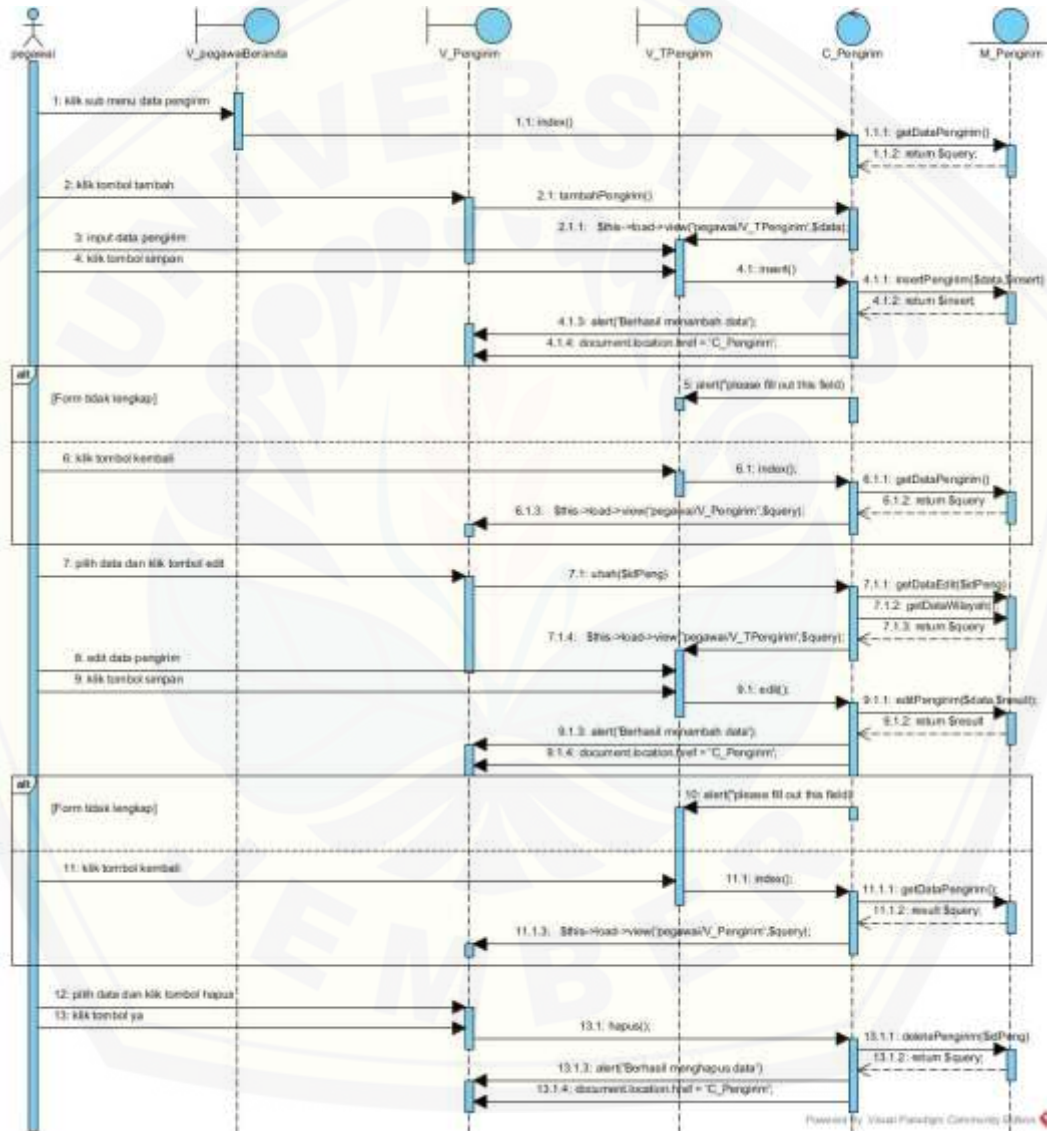 pegawai
V_pegawaiBeranda
V_Pengirim
V_TPengirim
C_Pengirim
M_Pengirim
1: klik sub menu data pengirim
1.1: index()
1.1.1: getDataPengirim()
1.1.2: return $query;
2: klik tombol tambah
2.1: tambahPengirim()
2.1.1: $this->load->view('pegawai/V_TPengirim',$data);
3: input data pengirim
4: klik tombol simpan
4.1: insert()
4.1.1: insertPengirim($data,$insert)
4.1.2: return $insert;
4.1.3: alert('Berhasil menambah data');
4.1.4: document.location.href = 'C_Pengirim';
alt
[Form tidak lengkap]
5: alert("please fill out this field)
6: klik tombol kembali
6.1: index();
6.1.1: getDataPengirim()
6.1.2: return $query
6.1.3: $this->load->view('pegawai/V_Pengirim',$query);
7: pilih data dan klik tombol edit
7.1: ubah($idPeng)
7.1.1: getDataEdit($idPeng)
7.1.2: getDataWilayah;
7.1.3: return $query
7.1.4: $this->load->view('pegawai/V_TPengirim',$query);
8: edit data pengirim
9: klik tombol simpan
9.1: edit();
9.1.1: editPengirim($data,$result);
9.1.2: return $result
9.1.3: alert('Berhasil menambah data');
9.1.4: document.location.href = 'C_Pengirim';
alt
[Form tidak lengkap]
10: alert("please fill out this field)
11: klik tombol kembali
11.1: index();
11.1.1: getDataPengirim();
11.1.2: result $query;
11.1.3: $this->load->view('pegawai/V_Pengirim',$query);
12: pilih data dan klik tombol hapus
13: klik tombol ya
13.1: hapus();
13.1.1: deletePengirim($idPeng)
13.1.2: return $query;
13.1.3: alert('Berhasil menghapus data')
13.1.4: document.location.href = 'C_Pengirim';
Powered By Visual Paradigm Community Edition
UNIVERSITAS
JEMBER